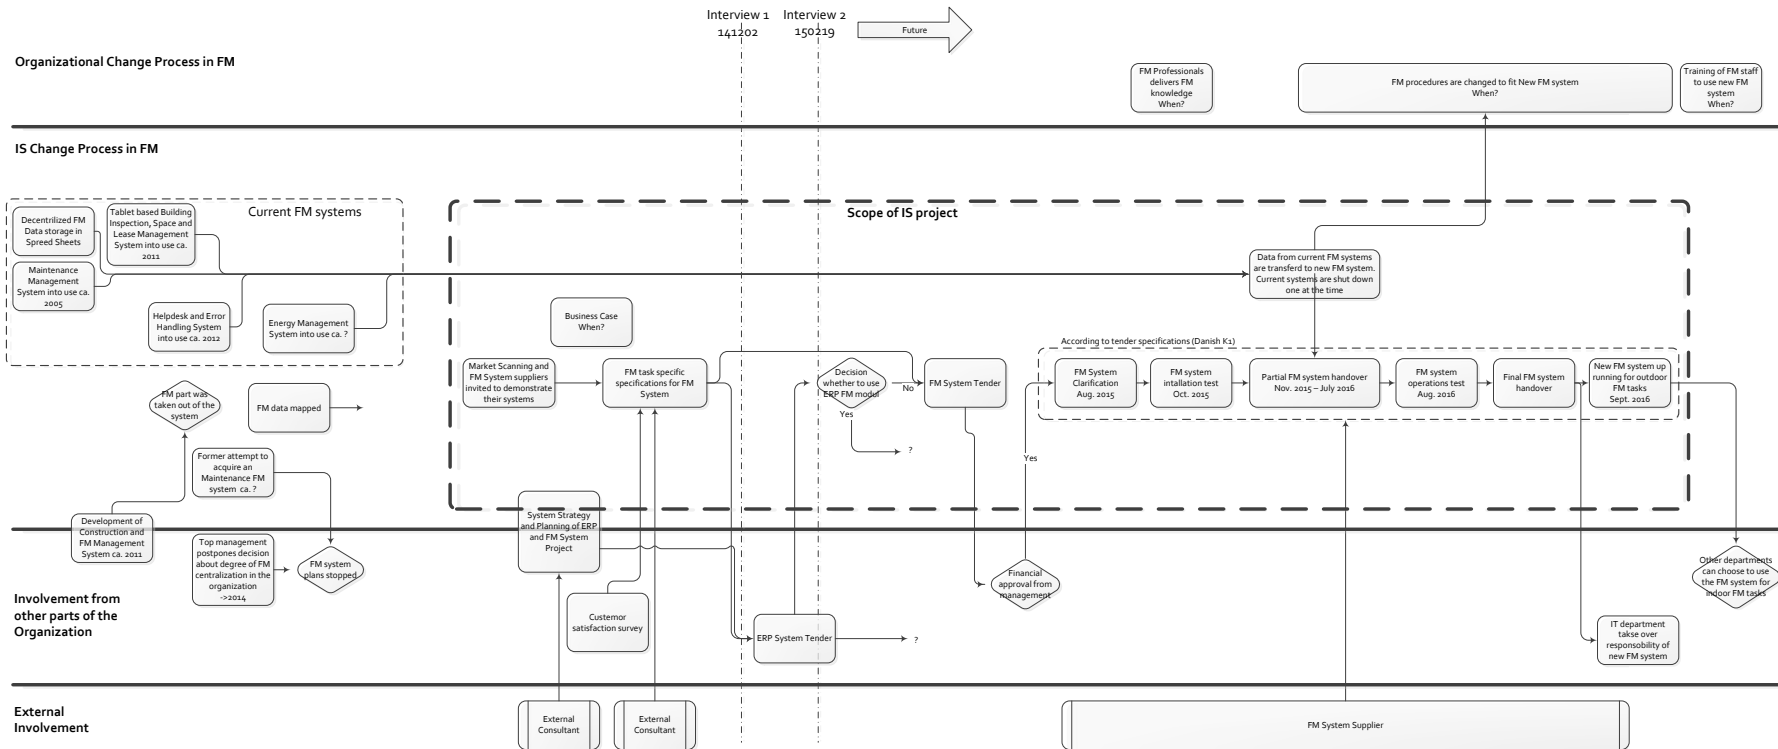 Interview 1
141202
Interview 2
150219
Future
Organizational Change Process in FM
FM Professionals
delivers FM
knowledge
When?
FM procedures are changed to fit New FM system
When?
Training of FM staff
to use new FM
system
When?
IS Change Process in FM
Current FM systems
Decentrilized FM
Data storage in
Spreed Sheets
Tablet based Building
Inspection, Space and
Lease Management
System into use ca.
2011
Maintenance
Management
System into use ca.
2005
Helpdesk and Error
Handling System
into use ca. 2012
Energy Management
System into use ca. ?
Scope of IS project
Data from current FM systems
are transferd to new FM system.
Current systems are shut down
one at the time
Business Case
When?
Market Scanning and
FM System suppliers
invited to demonstrate
their systems
FM task specific
specifications for FM
System
Decision
whether to use
ERP FM modul
No
Yes
?
FM System Tender
According to tender specifications (Danish K1)
FM System
Clarification
Aug. 2015
FM system
intallation test
Oct. 2015
Partial FM system handover
Nov. 2015 – July 2016
FM system
operations test
Aug. 2016
Final FM system
handover
New FM system up
running for outdoor
FM tasks
Sept. 2016
FM part was
taken out of the
system
FM data mapped
Former attempt to
acquire an
Maintenance FM
system ca. ?
Yes
Development of
Construction and
FM Management
System ca. 2011
System Strategy
and Planning of ERP
and FM System
Project
Top management
postpones decision
about degree of FM
centralization in the
organization
->2014
FM system
plans stopped
Financial
approval from
management
Other departments
can choose to use
the FM system for
indoor FM tasks
Involvement from
other parts of the
Organization
Custemor
satisfaction survey
ERP System Tender
?
IT department
takse over
responsobility of
new FM system
External
Involvement
External
Consultant
External
Consultant
FM System Supplier